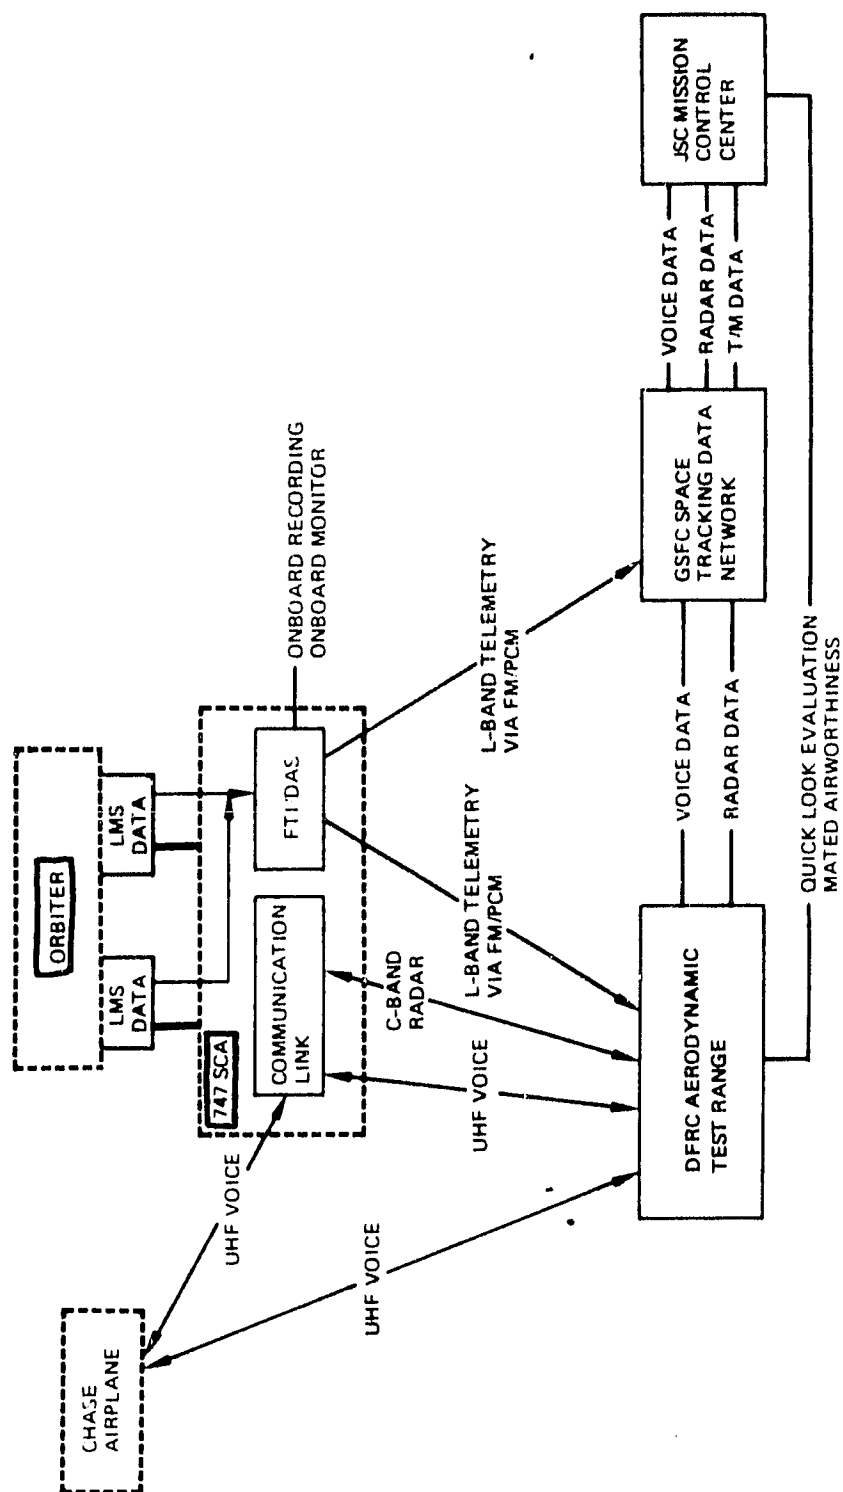 CHASE
AIRPLANE
ORBITER
LMS
DATA
LMS
DATA
747 SCA
COMMUNICATION
LINK
FTI DAS
ONBOARD RECORDING
ONBOARD MONITOR
UHF VOICE
UHF VOICE
UHF VOICE
C-BAND
RADAR
L-BAND TELEMETRY
VIA FM/PCM
L-BAND TELEMETRY
VIA FM/PCM
DFRC AERODYNAMIC
TEST RANGE
VOICE DATA
RADAR DATA
GSFC SPACE
TRACKING DATA
NETWORK
VOICE DATA
RADAR DATA
T/M DATA
JSC MISSION
CONTROL
CENTER
QUICK LOOK EVALUATION
MATED AIRWORTHINESS